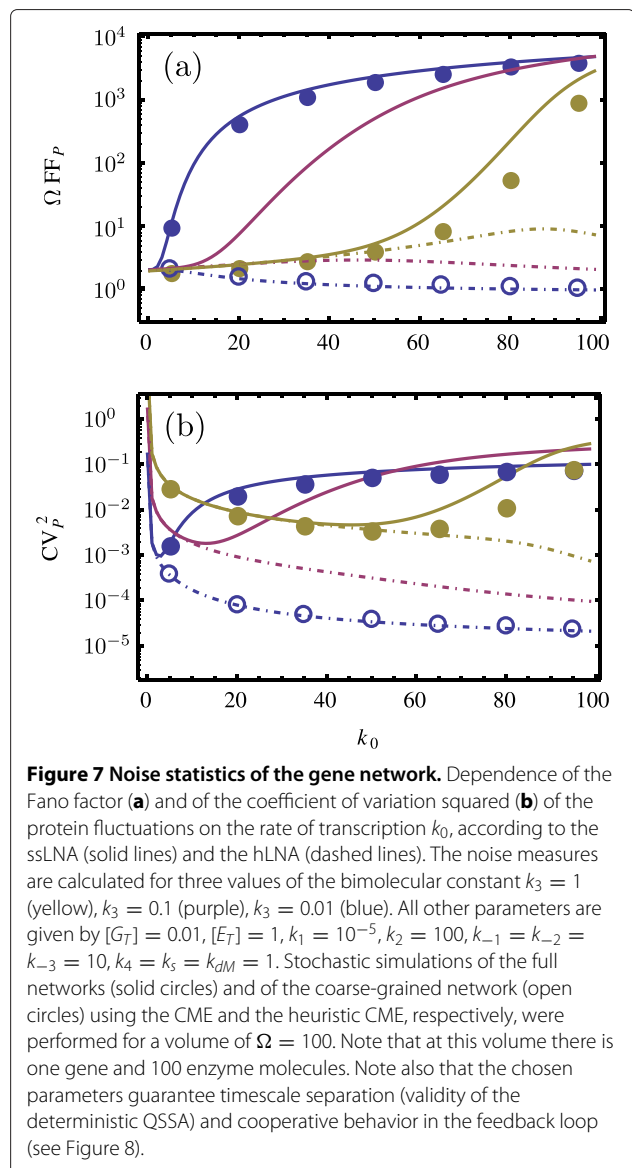 10^4
(a)
10^3
10^2
10^1
10^0
Ω FF_P
0 20 40 60 80 100
10^0
(b)
10^{-1}
10^{-2}
10^{-3}
10^{-4}
10^{-5}
CV_P^2
0 20 40 60 80 100
k_0
Figure 7 Noise statistics of the gene network. Dependence of the
Fano factor (a) and of the coefficient of variation squared (b) of the
protein fluctuations on the rate of transcription k_0, according to the
ssLNA (solid lines) and the hLNA (dashed lines). The noise measures
are calculated for three values of the bimolecular constant k_3 = 1
(yellow), k_3 = 0.1 (purple), k_3 = 0.01 (blue). All other parameters are
given by [G_T] = 0.01, [E_T] = 1, k_1 = 10^{-5}, k_2 = 100, k_{-1} = k_{-2} =
k_{-3} = 10, k_4 = k_s = k_{dM} = 1. Stochastic simulations of the full
networks (solid circles) and of the coarse-grained network (open
circles) using the CME and the heuristic CME, respectively, were
performed for a volume of Ω = 100. Note that at this volume there is
one gene and 100 enzyme molecules. Note also that the chosen
parameters guarantee timescale separation (validity of the
deterministic QSSA) and cooperative behavior in the feedback loop
(see Figure 8).